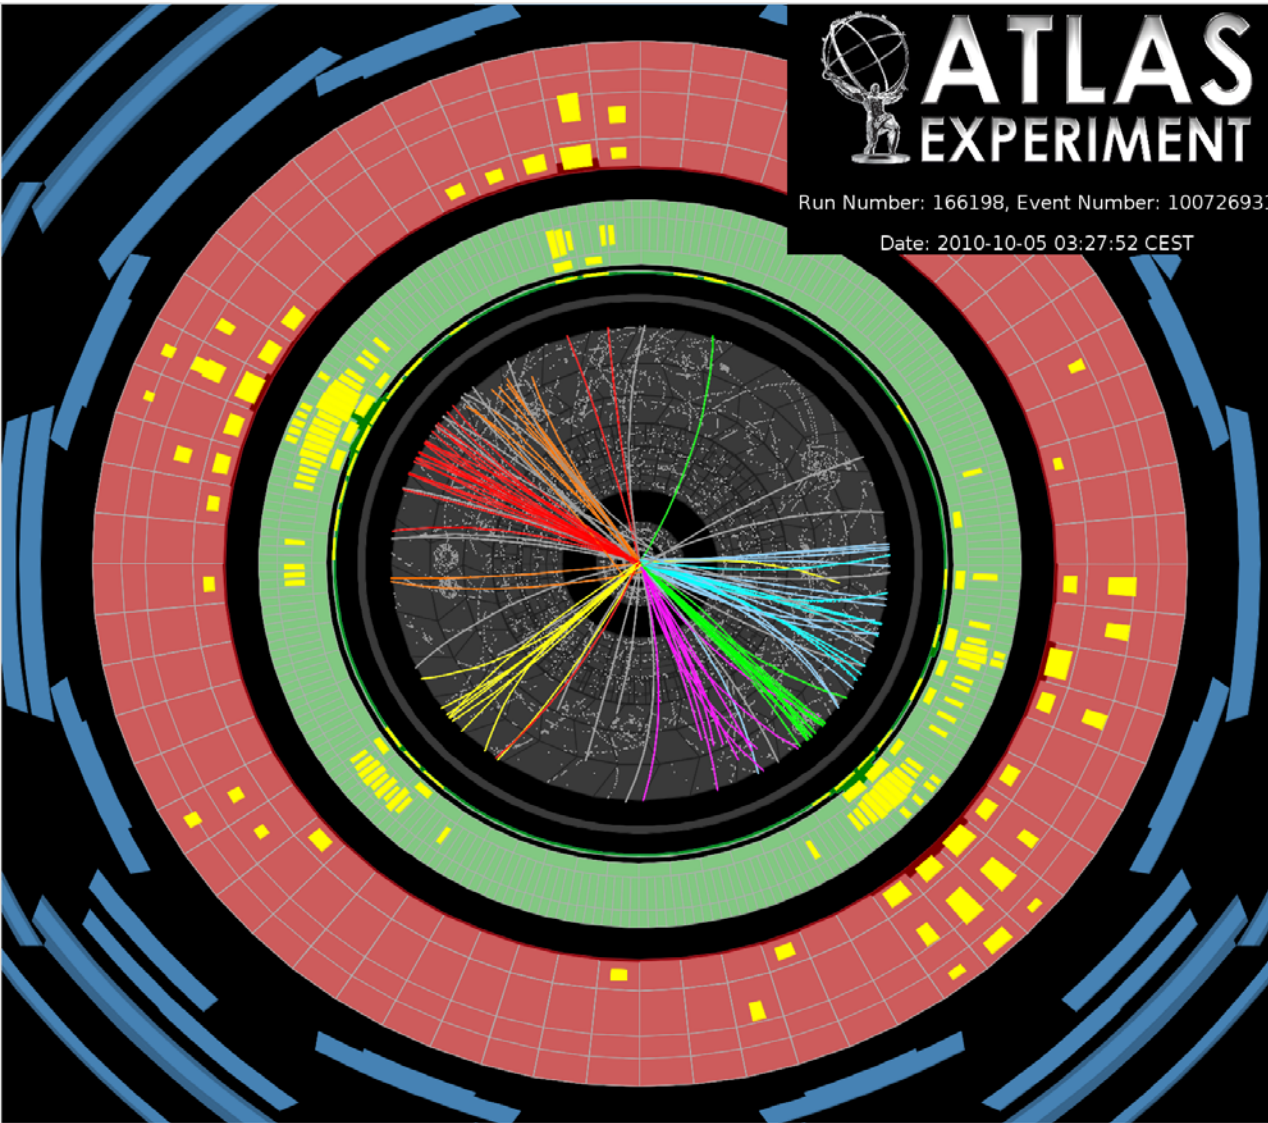 ATLAS
EXPERIMENT
Run Number: 166198, Event Number: 10072693
Date: 2010-10-05 03:27:52 CEST